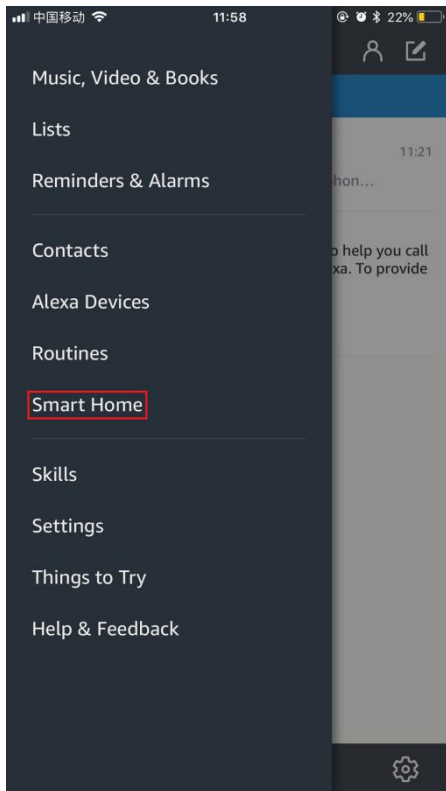 中国移动
11:58
22%
Music, Video & Books
Lists
11:21
Reminders & Alarms
hon...
Contacts
o help you call
xa. To provide
Alexa Devices
Routines
Smart Home
Skills
Settings
Things to Try
Help & Feedback